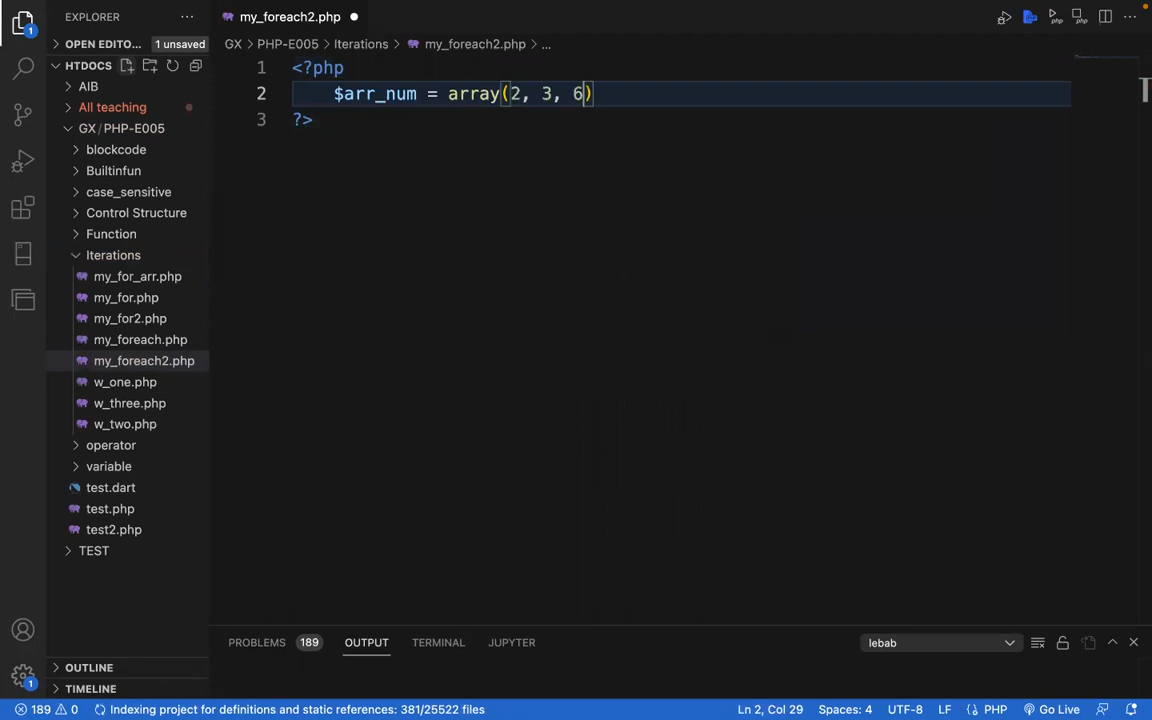 EXPLORER
my_foreach2.php
OPEN EDITO... 1 unsaved
GX > PHP-E005 > Iterations > my_foreach2.php > ...
HTDOCS
1 <?php
2 $arr_num = array(2, 3, 6)
3 ?>
AIB
All teaching
GX / PHP-E005
blockcode
Builtinfun
case_sensitive
Control Structure
Function
Iterations
my_for_arr.php
my_for.php
my_for2.php
my_foreach.php
my_foreach2.php
w_one.php
w_three.php
w_two.php
operator
variable
test.dart
test.php
test2.php
TEST
PROBLEMS 189 OUTPUT TERMINAL JUPYTER lebab
OUTLINE
TIMELINE
1
1
php
php
189 0 Indexing project for definitions and static references: 381/25522 files Ln 2, Col 29 Spaces: 4 UTF-8 LF {} PHP Go Live